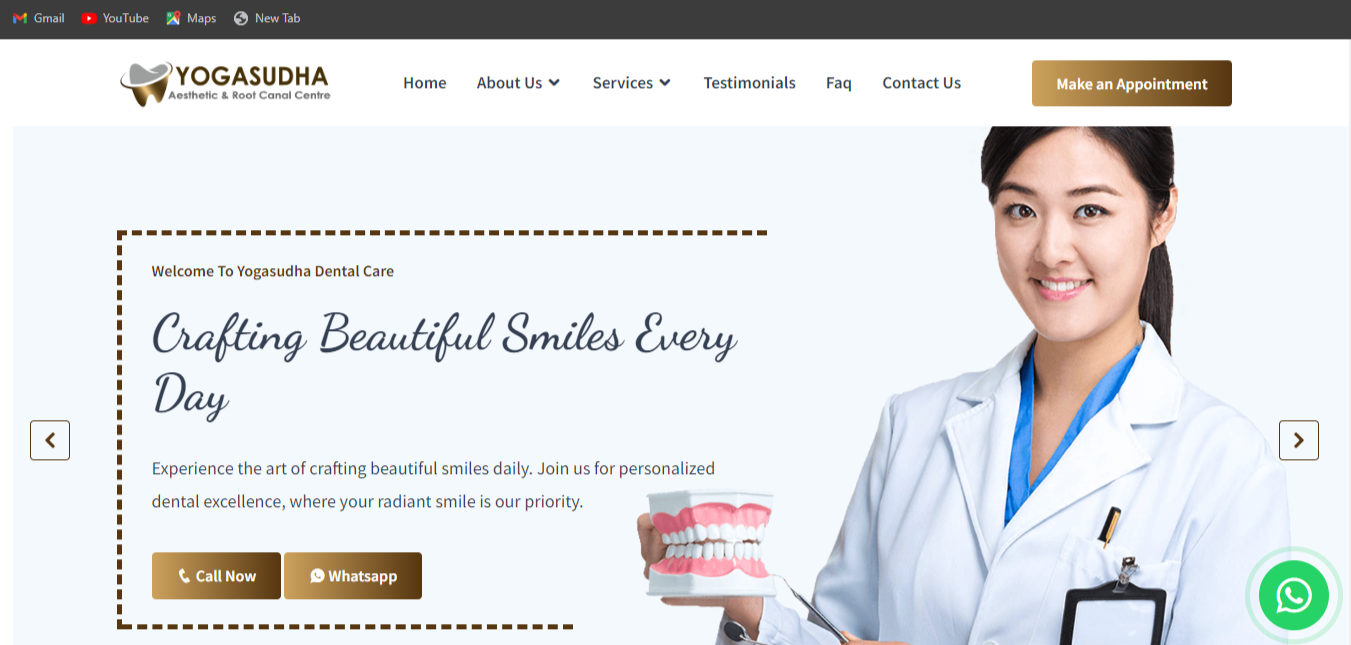 Gmail YouTube Maps New Tab
YOGASUDHA
Aesthetic & Root Canal Centre
Home About Us Services Testimonials Faq Contact Us Make an Appointment
Welcome To Yogasudha Dental Care
Crafting Beautiful Smiles Every
Day
Experience the art of crafting beautiful smiles daily. Join us for personalized
dental excellence, where your radiant smile is our priority.
Call Now Whatsapp